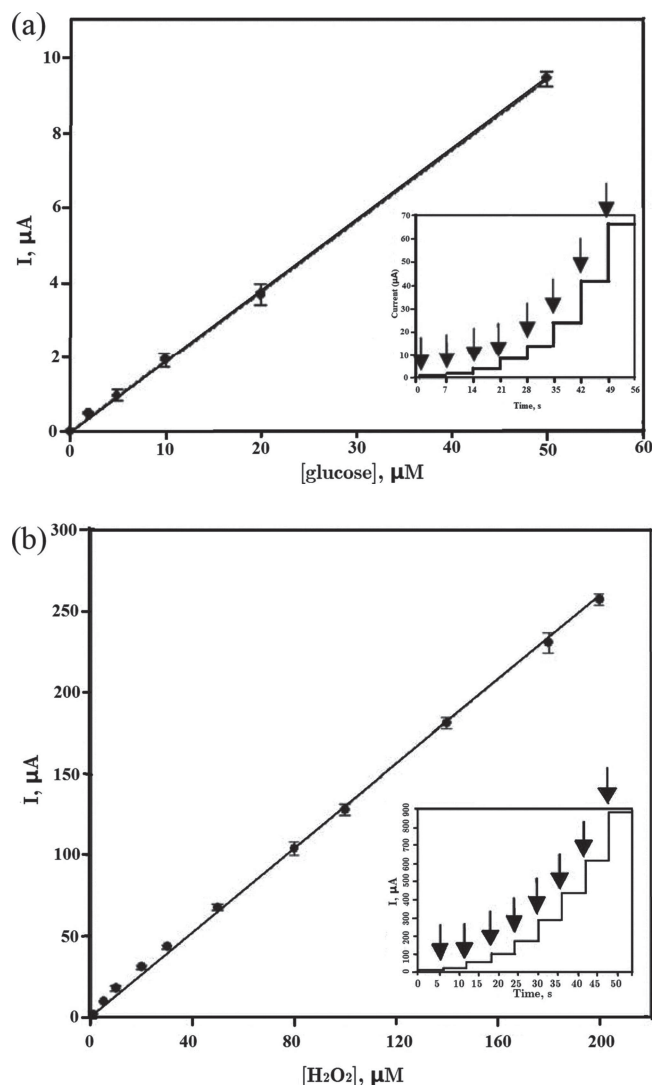 (a)
10
8
6
4
2
0
I, μA
0 10 20 30 40 50 60
[glucose], μM
70
60
50
40
30
20
10
0
Current (μA)
0 7 14 21 28 35 42 49 56
Time, s
(b)
300
250
200
150
100
50
0
I, μA
0 40 80 120 160 200
[H₂O₂], μM
900
800
700
600
500
400
300
200
100
0
I, μA
0 5 10 15 20 25 30 35 40 45 50
Time, s